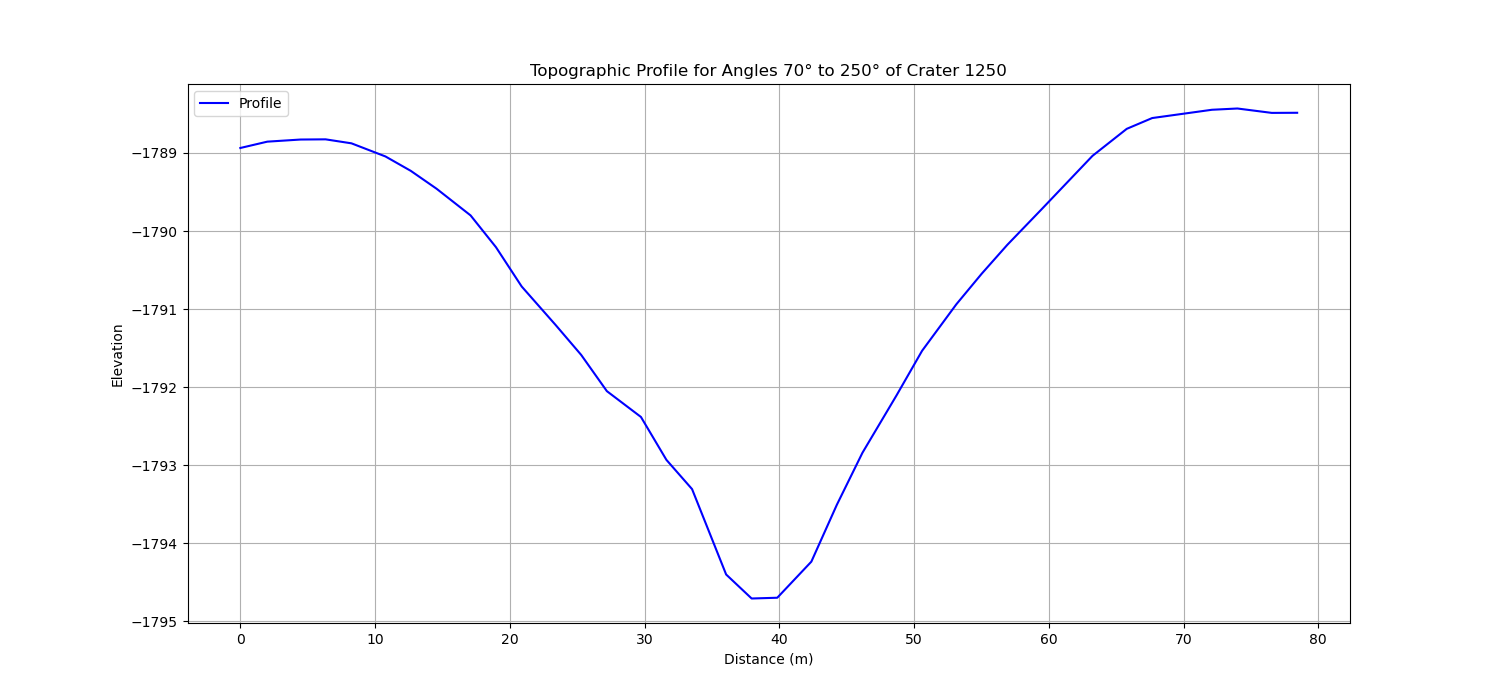 Topographic Profile for Angles 70° to 250° of Crater 1250
Profile
−1789
−1790
−1791
−1792
−1793
−1794
−1795
Elevation
0 10 20 30 40 50 60 70 80
Distance (m)